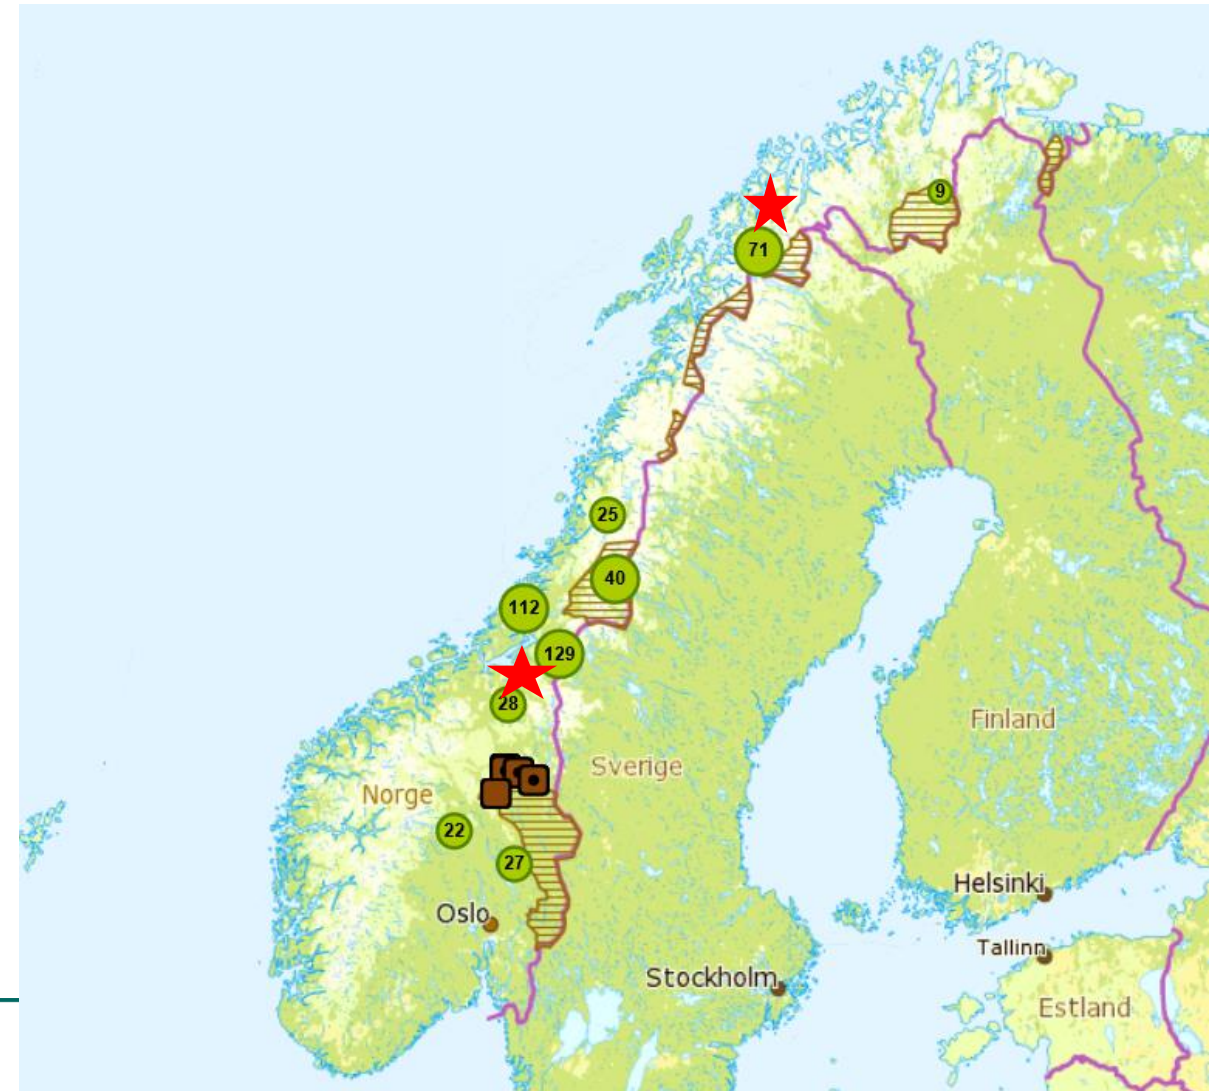 9
71
25
40
112
129
28
Finland
Sverige
Norge
22
27
Helsinki
Oslo
Tallinn
Stockholm
Estland